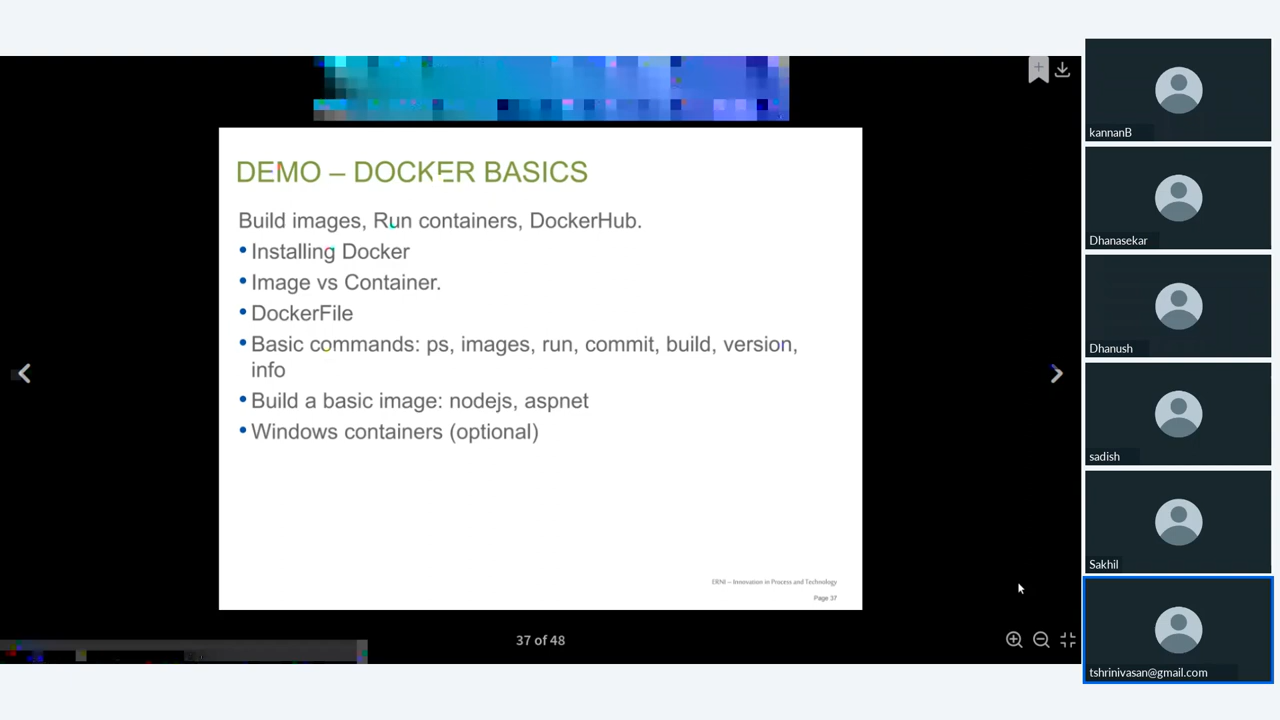 DEMO – DOCKER BASICS
Build images, Run containers, DockerHub.
• Installing Docker
• Image vs Container.
• DockerFile
• Basic commands: ps, images, run, commit, build, version,
info
• Build a basic image: nodejs, aspnet
• Windows containers (optional)
ERNI – Innovation in Process and Technology
Page 37
37 of 48
kannanB
Dhanasekar
Dhanush
sadish
Sakhil
tshrinivasan@gmail.com